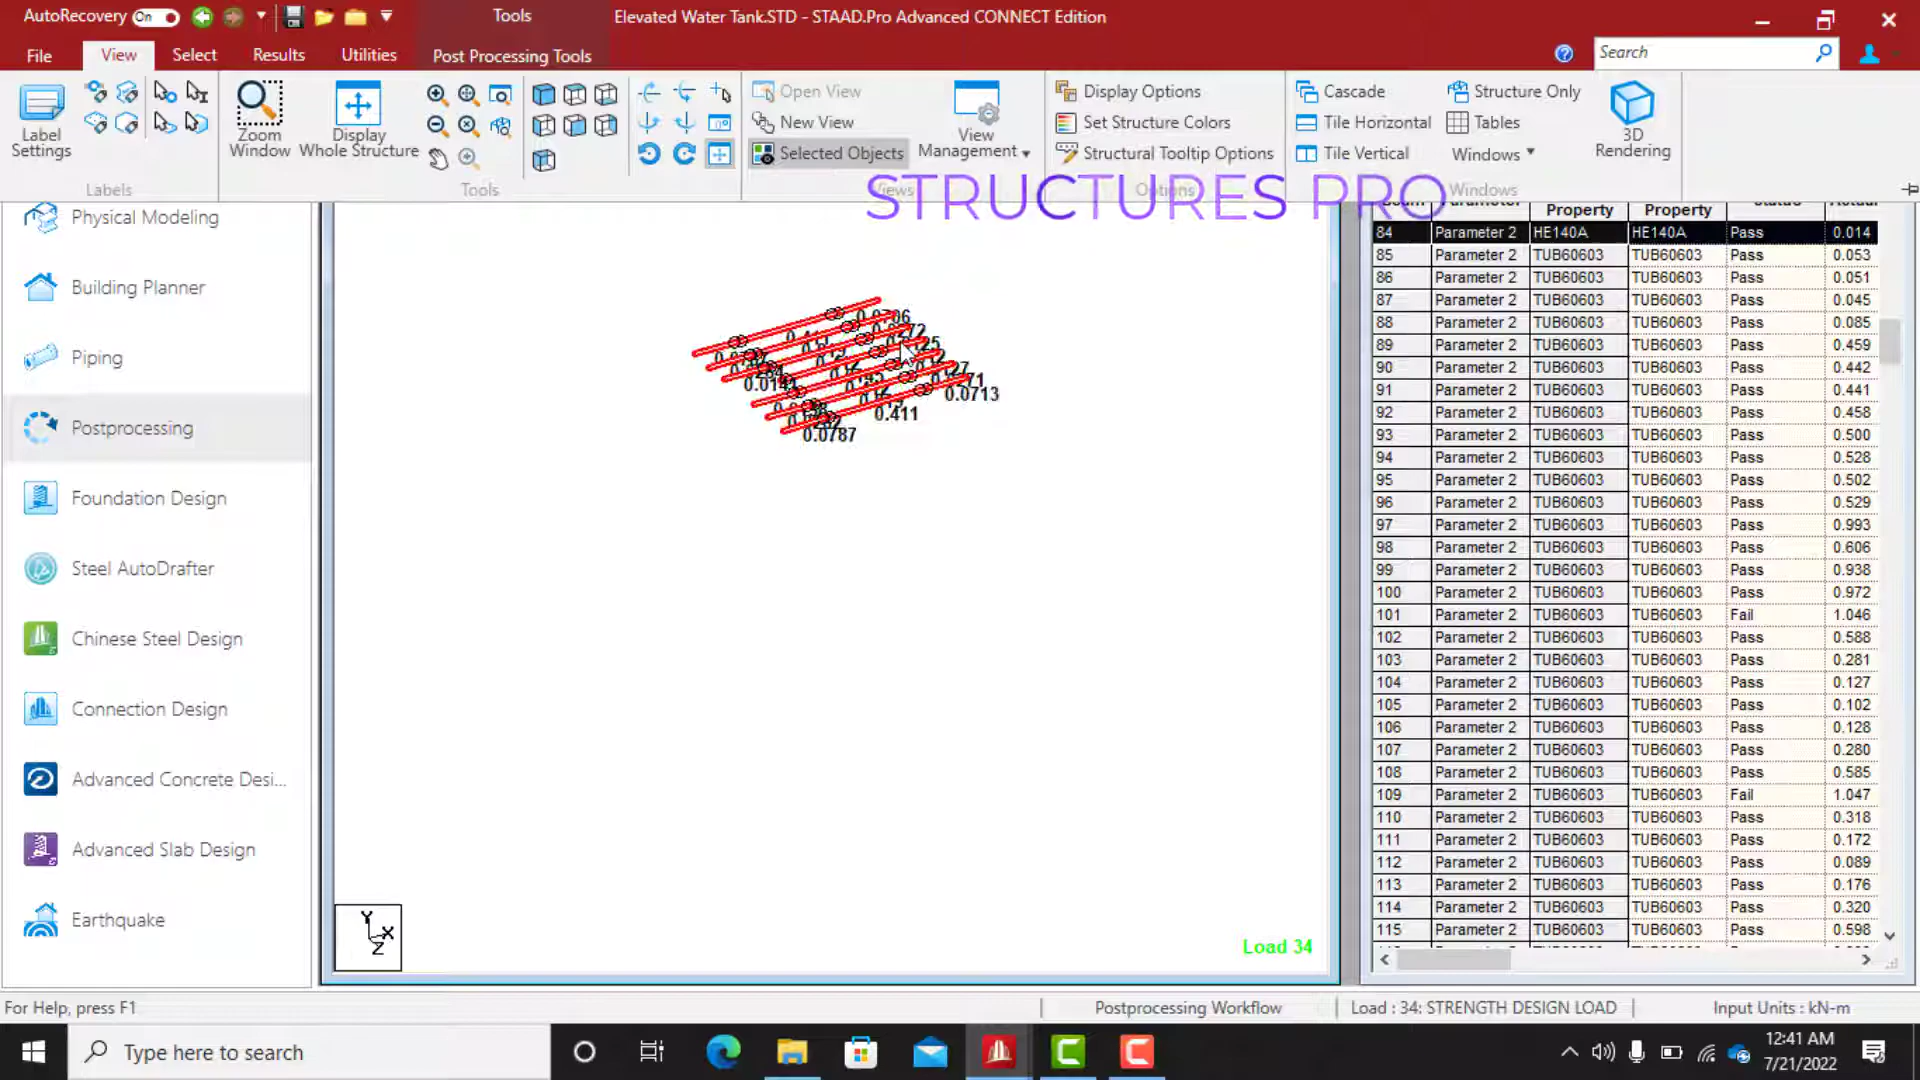 AutoRecovery On
Tools
Elevated Water Tank.STD - STAAD.Pro Advanced CONNECT Edition
File
View
Select
Results
Utilities
Post Processing Tools
Search
Label Settings
Zoom Window
Display Whole Structure
Open View
New View
Selected Objects
View Management
Display Options
Set Structure Colors
Structural Tooltip Options
Cascade
Tile Horizontal
Tile Vertical
Structure Only
Tables
Windows
3D Rendering
Labels
Tools
Views
Options
Windows
STRUCTURES PRO
Physical Modeling
Building Planner
Piping
Postprocessing
Foundation Design
Steel AutoDrafter
Chinese Steel Design
Connection Design
Advanced Concrete Desi...
Advanced Slab Design
Earthquake
0.0713
0.411
0.0787
Y
X
Z
Load 34
Property Property
84 Parameter 2 HE140A HE140A Pass 0.014
85 Parameter 2 TUB60603 TUB60603 Pass 0.053
86 Parameter 2 TUB60603 TUB60603 Pass 0.051
87 Parameter 2 TUB60603 TUB60603 Pass 0.045
88 Parameter 2 TUB60603 TUB60603 Pass 0.085
89 Parameter 2 TUB60603 TUB60603 Pass 0.459
90 Parameter 2 TUB60603 TUB60603 Pass 0.442
91 Parameter 2 TUB60603 TUB60603 Pass 0.441
92 Parameter 2 TUB60603 TUB60603 Pass 0.458
93 Parameter 2 TUB60603 TUB60603 Pass 0.500
94 Parameter 2 TUB60603 TUB60603 Pass 0.528
95 Parameter 2 TUB60603 TUB60603 Pass 0.502
96 Parameter 2 TUB60603 TUB60603 Pass 0.529
97 Parameter 2 TUB60603 TUB60603 Pass 0.993
98 Parameter 2 TUB60603 TUB60603 Pass 0.606
99 Parameter 2 TUB60603 TUB60603 Pass 0.938
100 Parameter 2 TUB60603 TUB60603 Pass 0.972
101 Parameter 2 TUB60603 TUB60603 Fail 1.046
102 Parameter 2 TUB60603 TUB60603 Pass 0.588
103 Parameter 2 TUB60603 TUB60603 Pass 0.281
104 Parameter 2 TUB60603 TUB60603 Pass 0.127
105 Parameter 2 TUB60603 TUB60603 Pass 0.102
106 Parameter 2 TUB60603 TUB60603 Pass 0.128
107 Parameter 2 TUB60603 TUB60603 Pass 0.280
108 Parameter 2 TUB60603 TUB60603 Pass 0.585
109 Parameter 2 TUB60603 TUB60603 Fail 1.047
110 Parameter 2 TUB60603 TUB60603 Pass 0.318
111 Parameter 2 TUB60603 TUB60603 Pass 0.172
112 Parameter 2 TUB60603 TUB60603 Pass 0.089
113 Parameter 2 TUB60603 TUB60603 Pass 0.176
114 Parameter 2 TUB60603 TUB60603 Pass 0.320
115 Parameter 2 TUB60603 TUB60603 Pass 0.598
For Help, press F1
Postprocessing Workflow
Load : 34: STRENGTH DESIGN LOAD
Input Units : kN-m
Type here to search
12:41 AM
7/21/2022